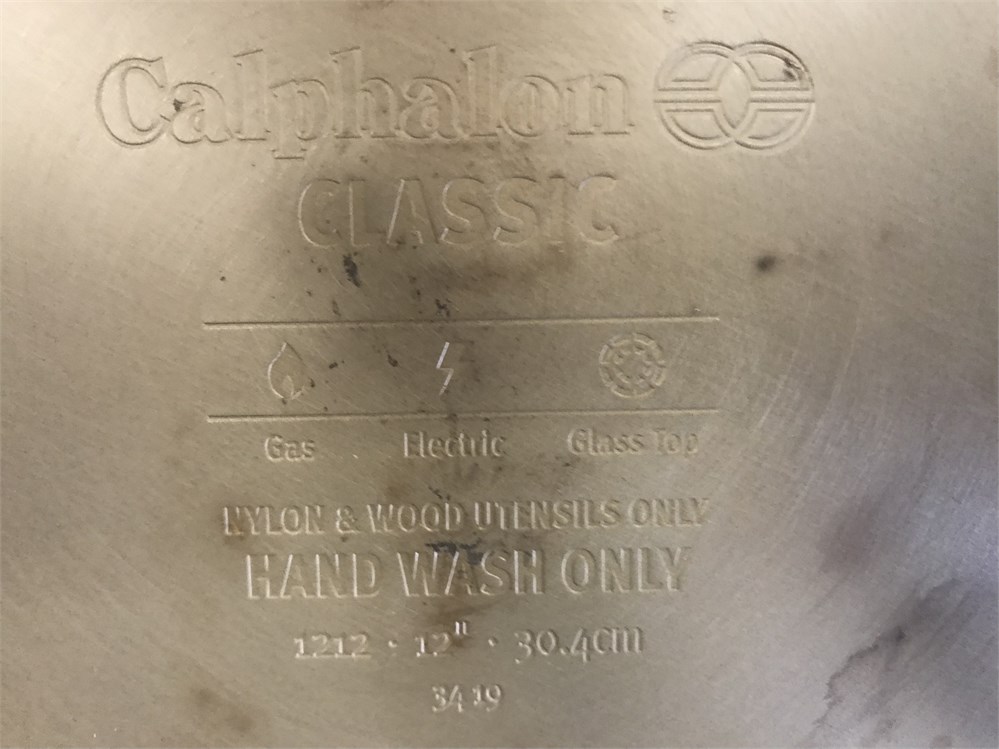 Calphalon
CLASSIC
Gas Electric Glass Top
NYLON & WOOD UTENSILS ONLY
HAND WASH ONLY
1212 · 12" · 30.4cm
3419